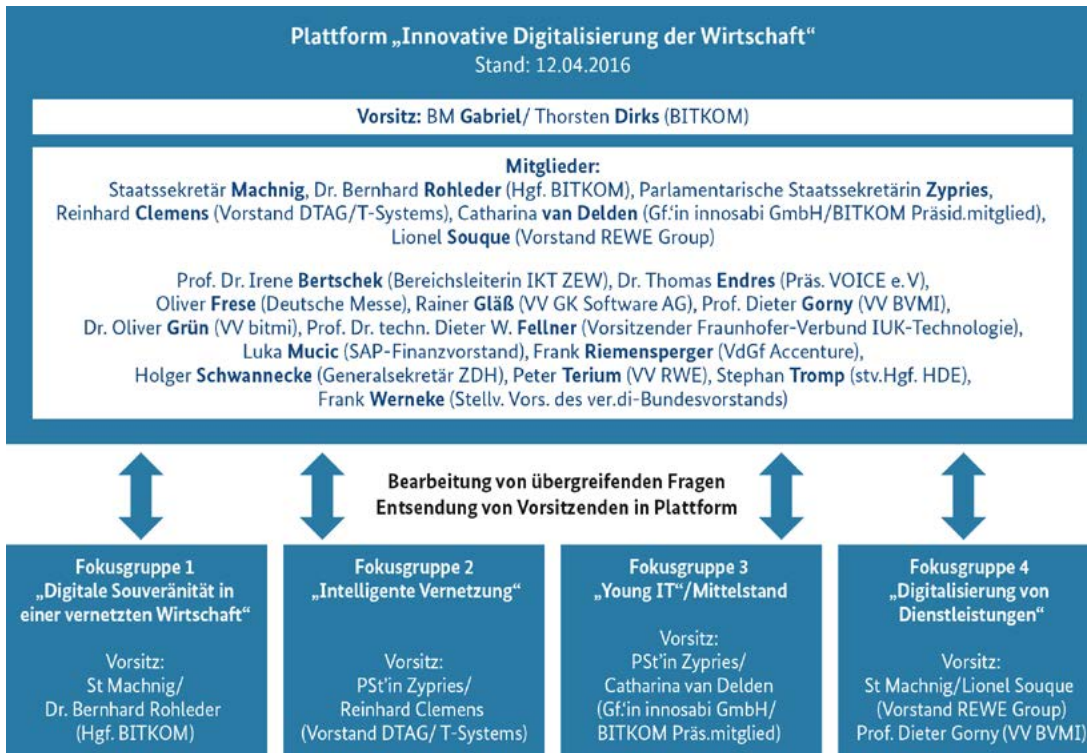 Plattform „Innovative Digitalisierung der Wirtschaft“
Stand: 12.04.2016
Vorsitz: BM Gabriel/ Thorsten Dirks (BITKOM)
Mitglieder:
Staatssekretär Machnig, Dr. Bernhard Rohleder (Hgf. BITKOM), Parlamentarische Staatssekretärin Zypries,
Reinhard Clemens (Vorstand DTAG/T-Systems), Catharina van Delden (Gf.'in innosabi GmbH/BITKOM Präsid.mitglied),
Lionel Souque (Vorstand REWE Group)
Prof. Dr. Irene Bertschek (Bereichsleiterin IKT ZEW), Dr. Thomas Endres (Präs. VOICE e.V),
Oliver Frese (Deutsche Messe), Rainer Gläß (VV GK Software AG), Prof. Dieter Gorny (VV BVMI),
Dr. Oliver Grün (VV bitmi), Prof. Dr. techn. Dieter W. Fellner (Vorsitzender Fraunhofer-Verbund IUK-Technologie),
Luka Mucic (SAP-Finanzvorstand), Frank Riemensperger (VdGf Accenture),
Holger Schwannecke (Generalsekretär ZDH), Peter Terium (VV RWE), Stephan Tromp (stv.Hgf. HDE),
Frank Werneke (Stellv. Vors. des ver.di-Bundesvorstands)
Bearbeitung von übergreifenden Fragen
Entsendung von Vorsitzenden in Plattform
Fokusgruppe 1
„Digitale Souveränität in
einer vernetzten Wirtschaft“
Vorsitz:
St Machnig/
Dr. Bernhard Rohleder
(Hgf. BITKOM)
Fokusgruppe 2
„Intelligente Vernetzung“
Vorsitz:
PSt'in Zypries/
Reinhard Clemens
(Vorstand DTAG/ T-Systems)
Fokusgruppe 3
„Young IT“/Mittelstand
Vorsitz:
PSt'in Zypries/
Catharina van Delden
(Gf.'in innosabi GmbH/
BITKOM Präs.mitglied)
Fokusgruppe 4
„Digitalisierung von
Dienstleistungen“
Vorsitz:
St Machnig/Lionel Souque
(Vorstand REWE Group)
Prof. Dieter Gorny (VV BVMI)